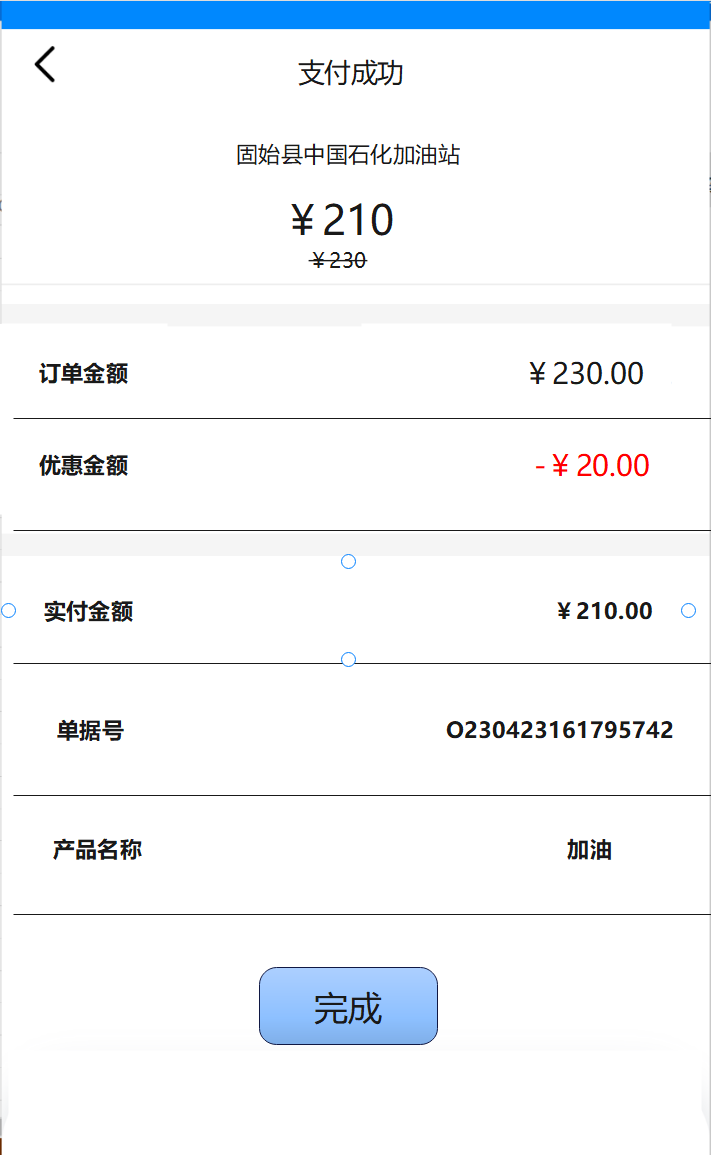 支付成功
固始县中国石化加油站
￥210
￥230
订单金额 ￥230.00
优惠金额 -￥20.00
实付金额 ￥210.00
单据号 O230423161795742
产品名称 加油
完成